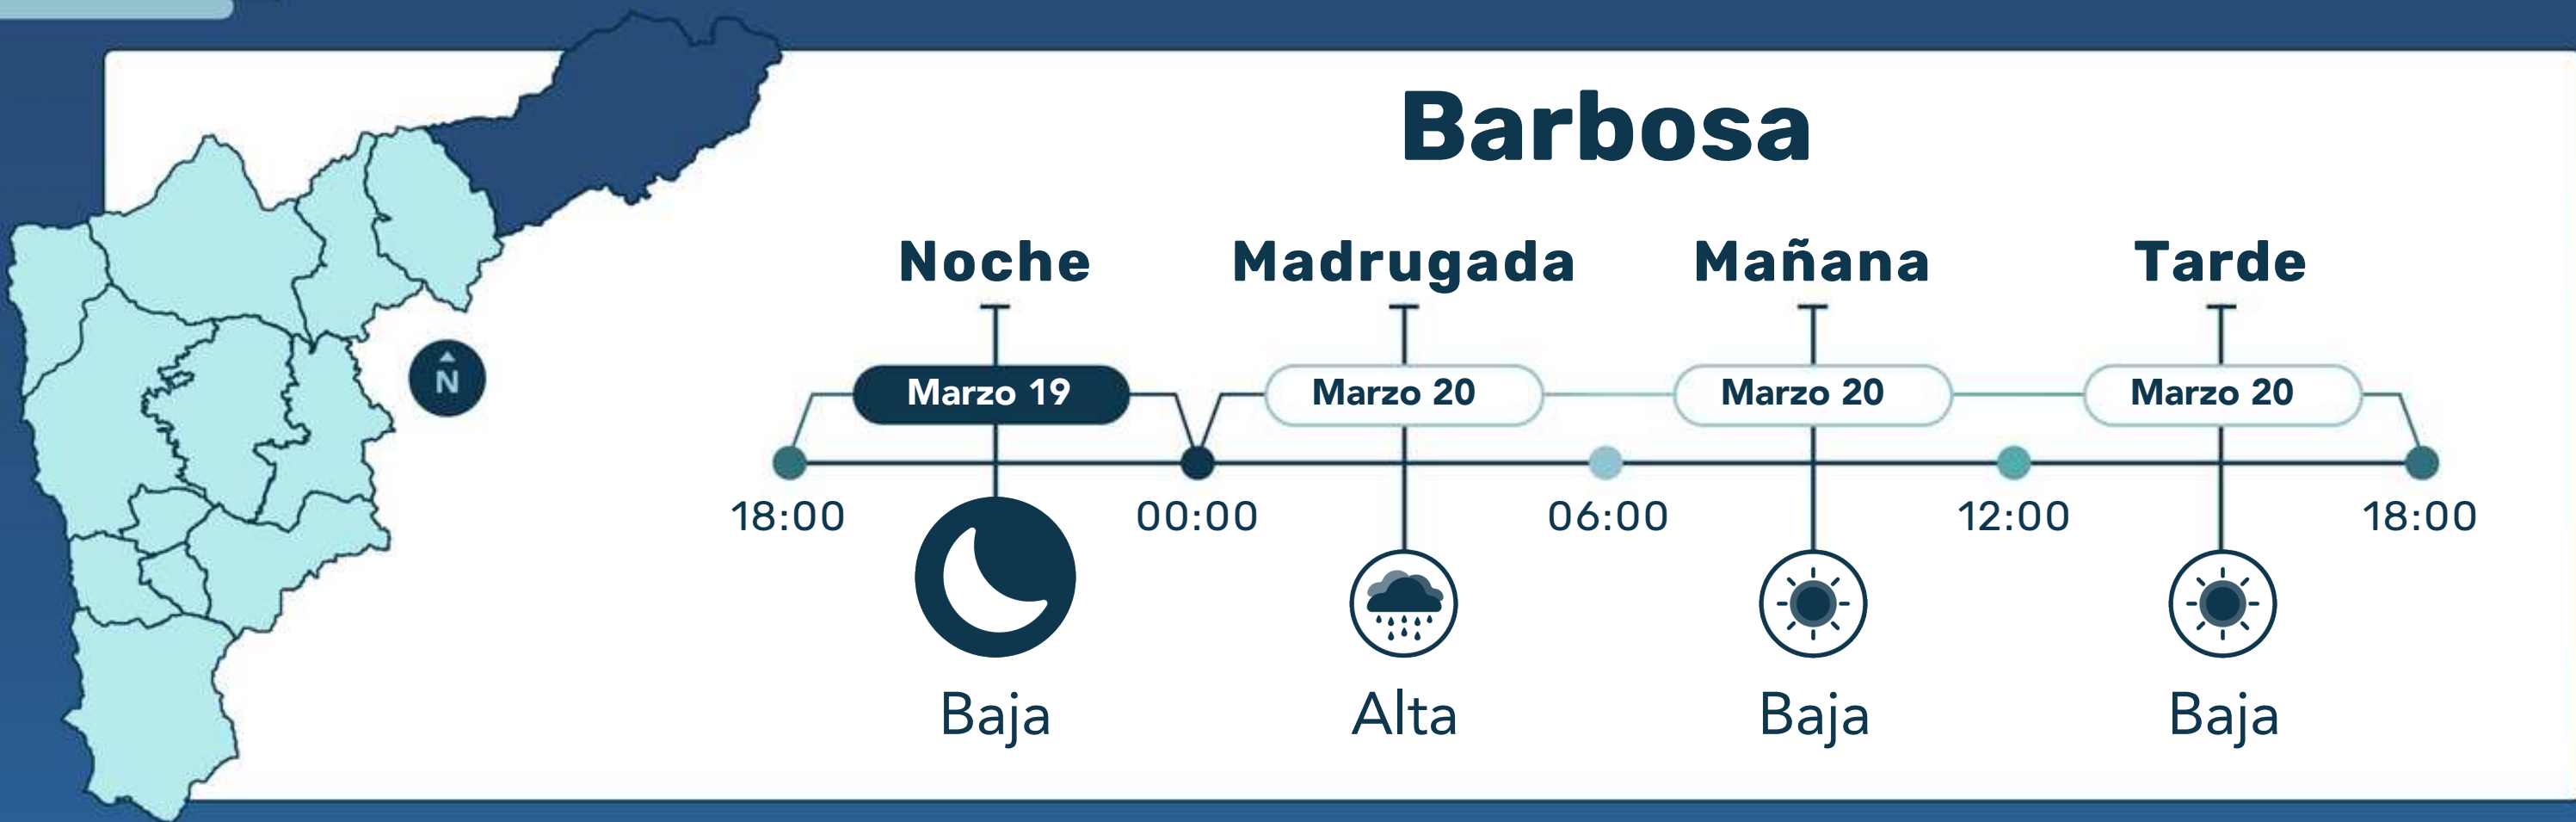 Barbosa
Noche Madrugada Mañana Tarde
N
Marzo 19 Marzo 20 Marzo 20 Marzo 20
18:00 00:00 06:00 12:00 18:00
Baja Alta Baja Baja